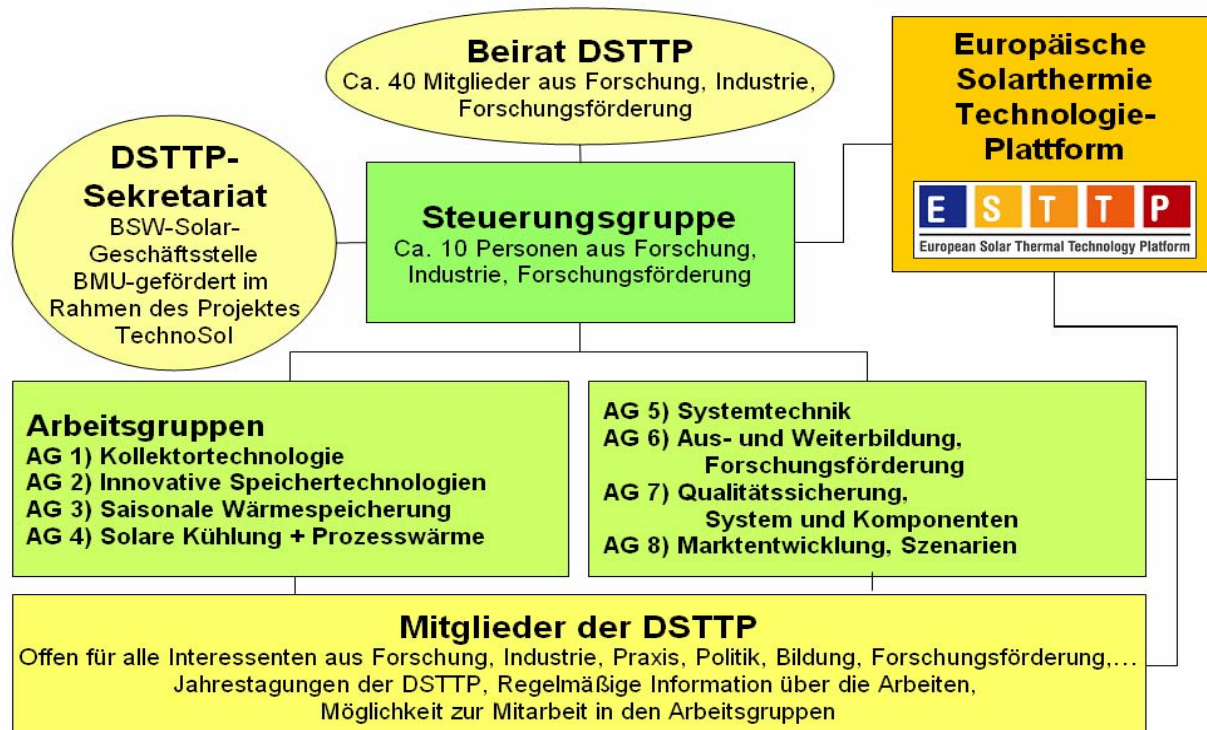 Beirat DSTTP
Ca. 40 Mitglieder aus Forschung, Industrie,
Forschungsförderung
Europäische
Solarthermie
Technologie-
Plattform
E S T T P
European Solar Thermal Technology Platform
DSTTP-
Sekretariat
BSW-Solar-
Geschäftsstelle
BMU-gefördert im
Rahmen des Projektes
TechnoSol
Steuerungsgruppe
Ca. 10 Personen aus Forschung,
Industrie, Forschungsförderung
Arbeitsgruppen
AG 1) Kollektortechnologie
AG 2) Innovative Speichertechnologien
AG 3) Saisonale Wärmespeicherung
AG 4) Solare Kühlung + Prozesswärme
AG 5) Systemtechnik
AG 6) Aus- und Weiterbildung,
Forschungsförderung
AG 7) Qualitätssicherung,
System und Komponenten
AG 8) Marktentwicklung, Szenarien
Mitglieder der DSTTP
Offen für alle Interessenten aus Forschung, Industrie, Praxis, Politik, Bildung, Forschungsförderung,...
Jahrestagungen der DSTTP, Regelmäßige Information über die Arbeiten,
Möglichkeit zur Mitarbeit in den Arbeitsgruppen